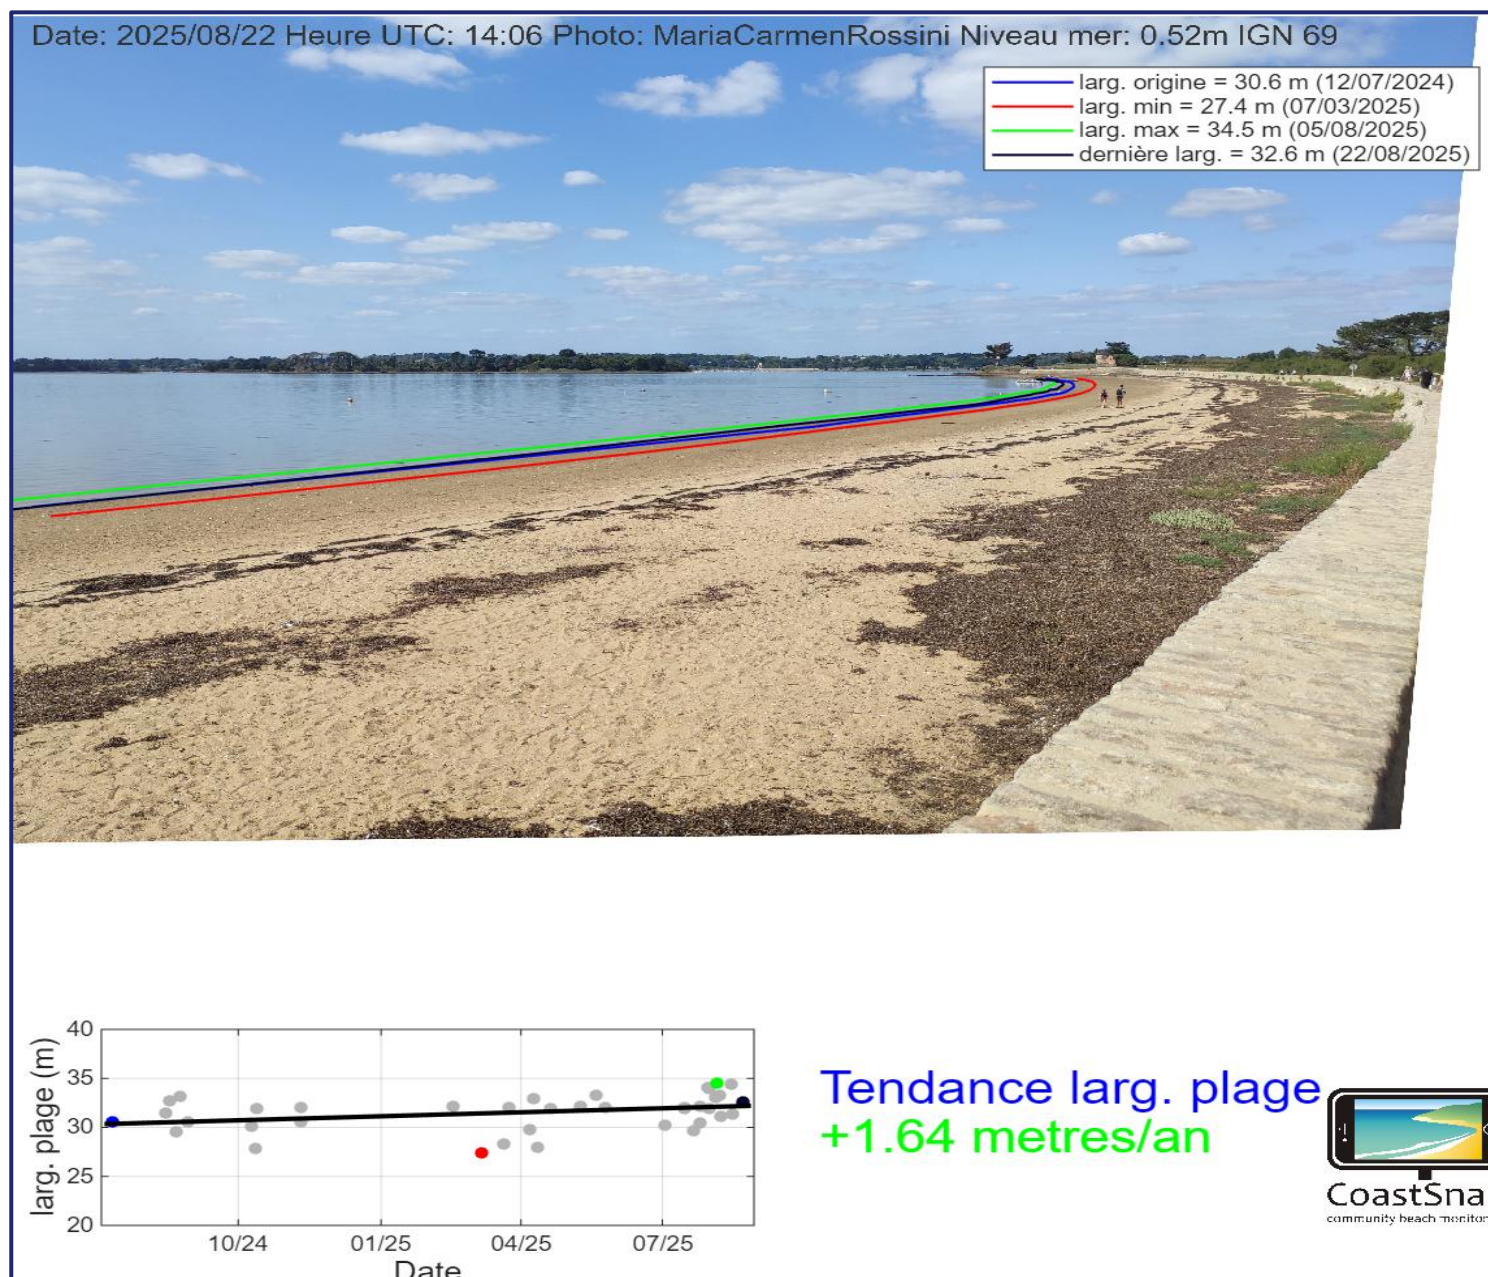 Date: 2025/08/22 Heure UTC: 14:06 Photo: MariaCarmenRossini Niveau mer: 0.52m IGN 69
larg. origine = 30.6 m (12/07/2024)
larg. min = 27.4 m (07/03/2025)
larg. max = 34.5 m (05/08/2025)
dernière larg. = 32.6 m (22/08/2025)
larg. plage (m)
40
35
30
25
20
10/24
01/25
04/25
07/25
Date
Tendance larg. plage
+1.64 metres/an
CoastSna
community beach monitor